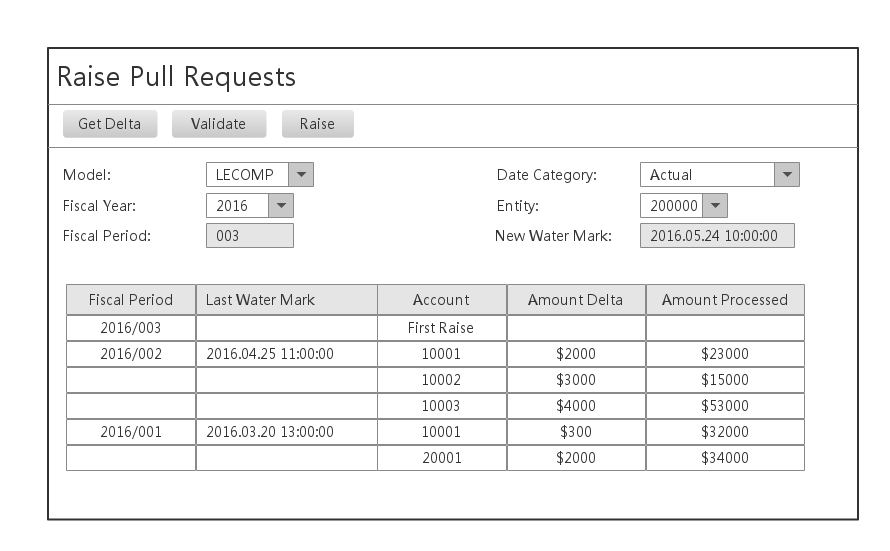 Raise Pull Requests
Get Delta Validate Raise
Model: LECOMP Date Category: Actual
Fiscal Year: 2016 Entity: 200000
Fiscal Period: 003 New Water Mark: 2016.05.24 10:00:00
Fiscal Period Last Water Mark Account Amount Delta Amount Processed
2016/003 First Raise
2016/002 2016.04.25 11:00:00 10001 $2000 $23000
10002 $3000 $15000
10003 $4000 $53000
2016/001 2016.03.20 13:00:00 10001 $300 $32000
20001 $2000 $34000